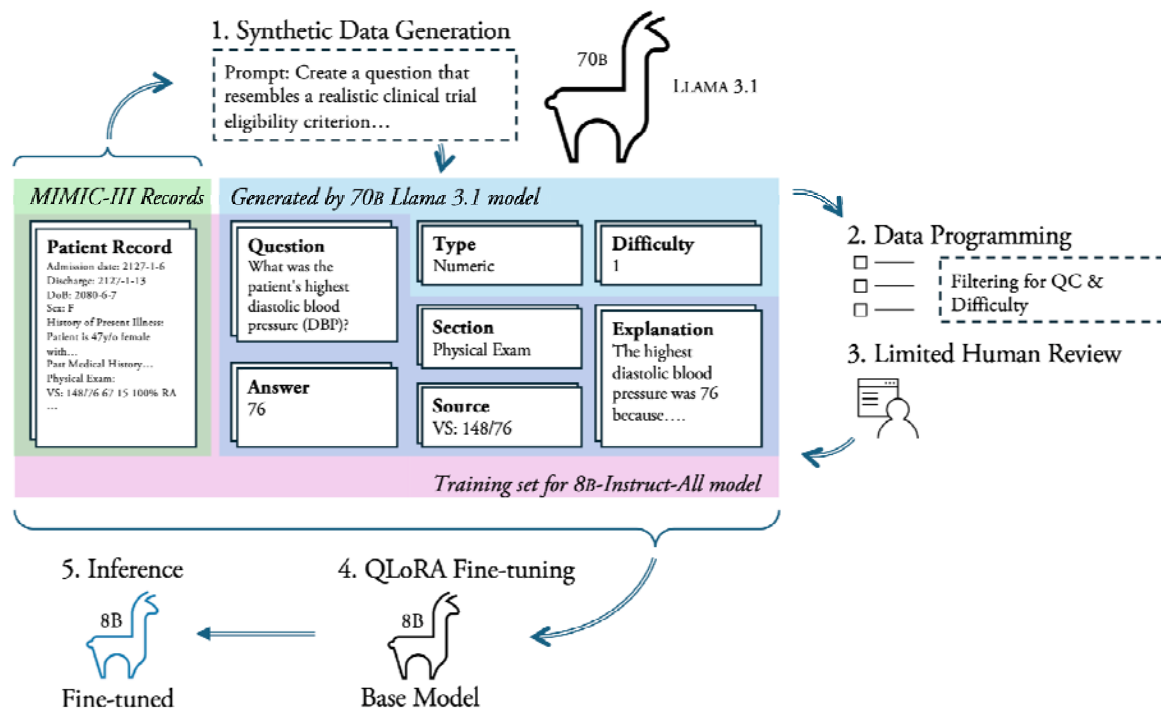 1. Synthetic Data Generation
Prompt: Create a question that
resembles a realistic clinical trial
eligibility criterion…
70B
LLAMA 3.1
MIMIC-III Records
Generated by 70B Llama 3.1 model
Patient Record
Admission date: 2127-1-6
Discharge: 2127-1-13
DoB: 2080-6-7
Sex: F
History of Present Illness:
Patient is 47y/o female
with…
Past Medical History…
Physical Exam:
VS: 148/76 67 15 100% RA
…
Question
What was the
patient's highest
diastolic blood
pressure (DBP)?
Answer
76
Type
Numeric
Difficulty
1
Section
Physical Exam
Source
VS: 148/76
Explanation
The highest
diastolic blood
pressure was 76
because….
Training set for 8B-Instruct-All model
2. Data Programming
Filtering for QC &
Difficulty
3. Limited Human Review
4. QLoRA Fine-tuning
8B
Base Model
5. Inference
8B
Fine-tuned